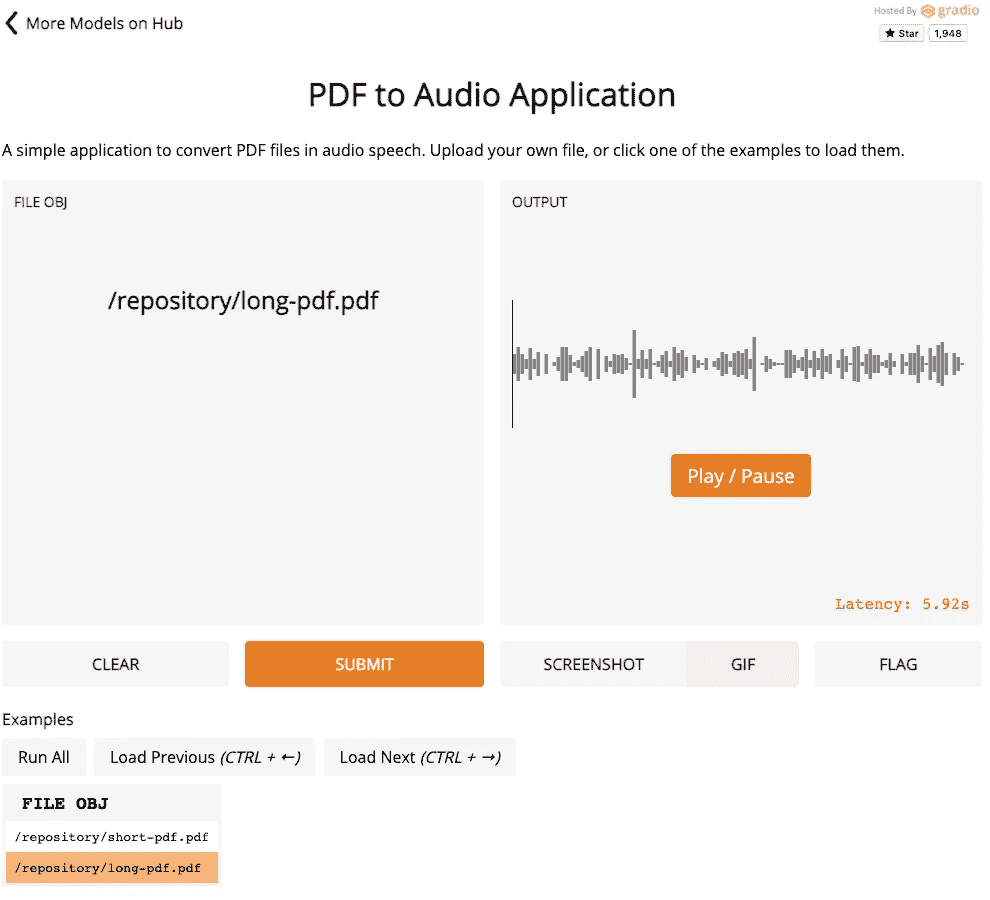 More Models on Hub
Hosted By gradio
Star 1,948
PDF to Audio Application
A simple application to convert PDF files in audio speech. Upload your own file, or click one of the examples to load them.
FILE OBJ
/repository/long-pdf.pdf
OUTPUT
Play / Pause
Latency: 5.92s
CLEAR
SUBMIT
SCREENSHOT
GIF
FLAG
Examples
Run All
Load Previous (CTRL + ←)
Load Next (CTRL + →)
FILE OBJ
/repository/short-pdf.pdf
/repository/long-pdf.pdf